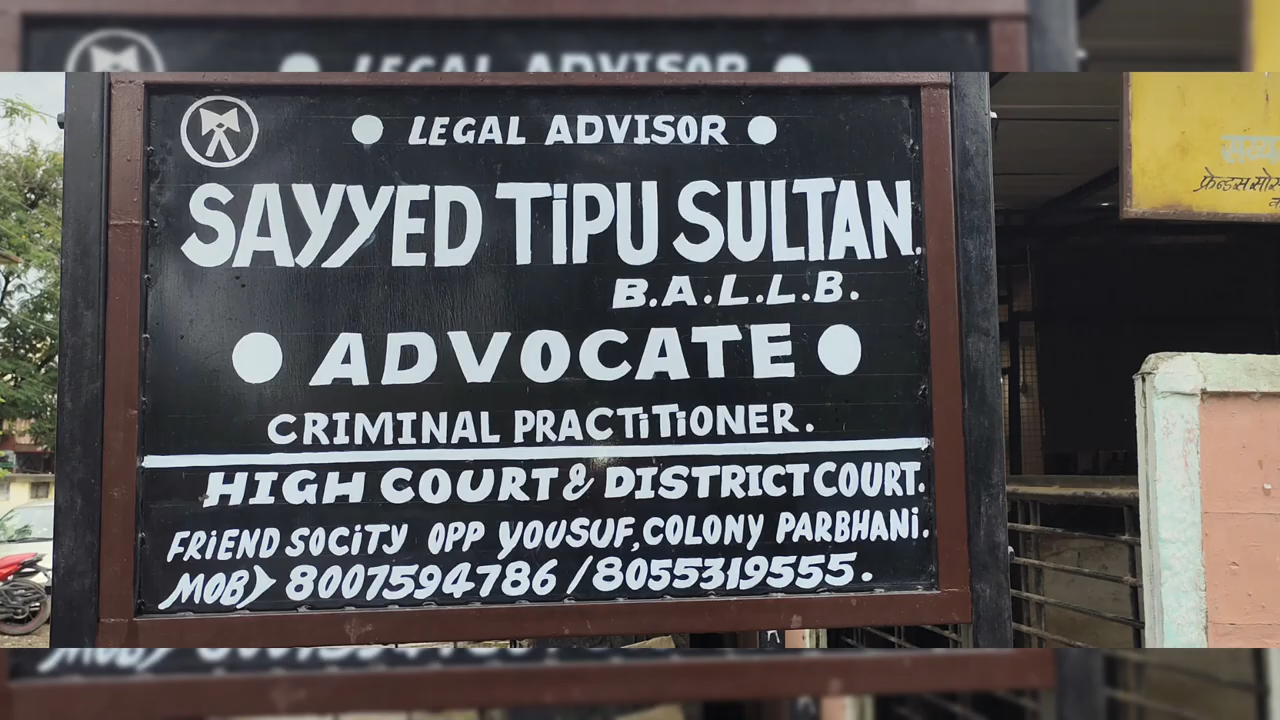 LEGAL ADVISOR
SAYYED TiPU SULTAN.
B.A.L.L.B.
ADVOCATE
CRIMINAL PRACTiTiONER.
HIGH COURT & DISTRICT COURT.
FRiEND SOCiTY OPP YOUSUF, COLONY PARBHANi.
MOB) 8007594786 / 8055319555.
फ्रेन्डस